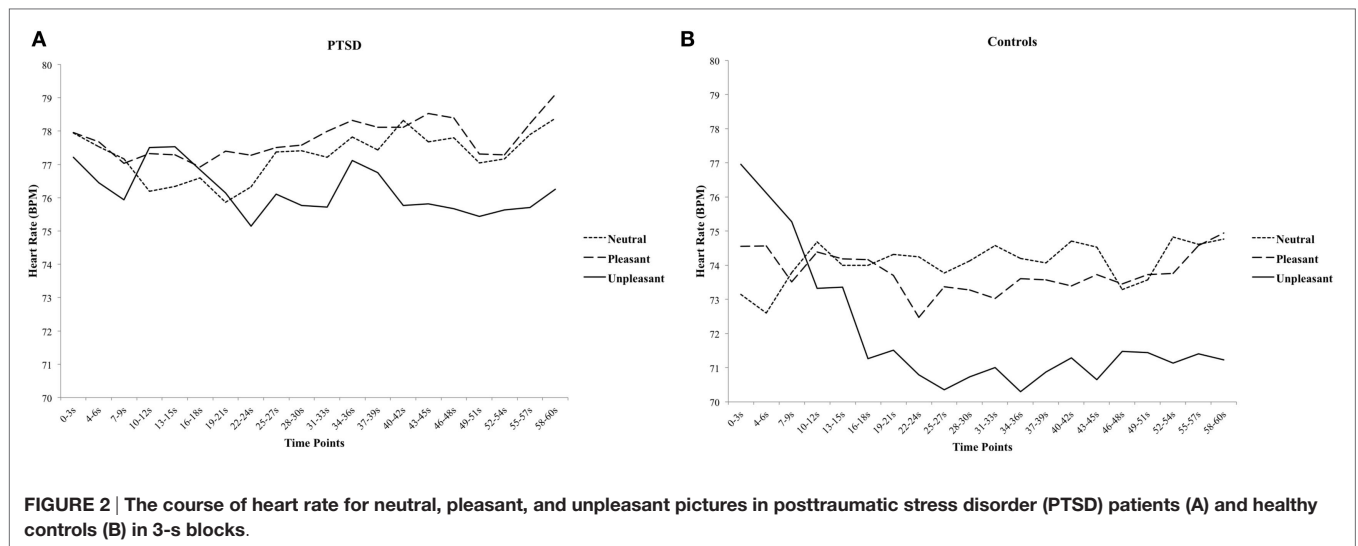 A
PTSD
80
79
78
77
76
75
74
73
72
71
70
Heart Rate (BPM)
0-3s
4-6s
7-9s
10-12s
13-15s
16-18s
19-21s
22-24s
25-27s
28-30s
31-33s
34-36s
37-39s
40-42s
43-45s
46-48s
49-51s
52-54s
55-57s
58-60s
Time Points
Neutral
Pleasant
Unpleasant
B
Controls
80
79
78
77
76
75
74
73
72
71
70
Heart Rate (BPM)
0-3s
4-6s
7-9s
10-12s
13-15s
16-18s
19-21s
22-24s
25-27s
28-30s
31-33s
34-36s
37-39s
40-42s
43-45s
46-48s
49-51s
52-54s
55-57s
58-60s
Time Points
Neutral
Pleasant
Unpleasant
FIGURE 2 | The course of heart rate for neutral, pleasant, and unpleasant pictures in posttraumatic stress disorder (PTSD) patients (A) and healthy
controls (B) in 3-s blocks.